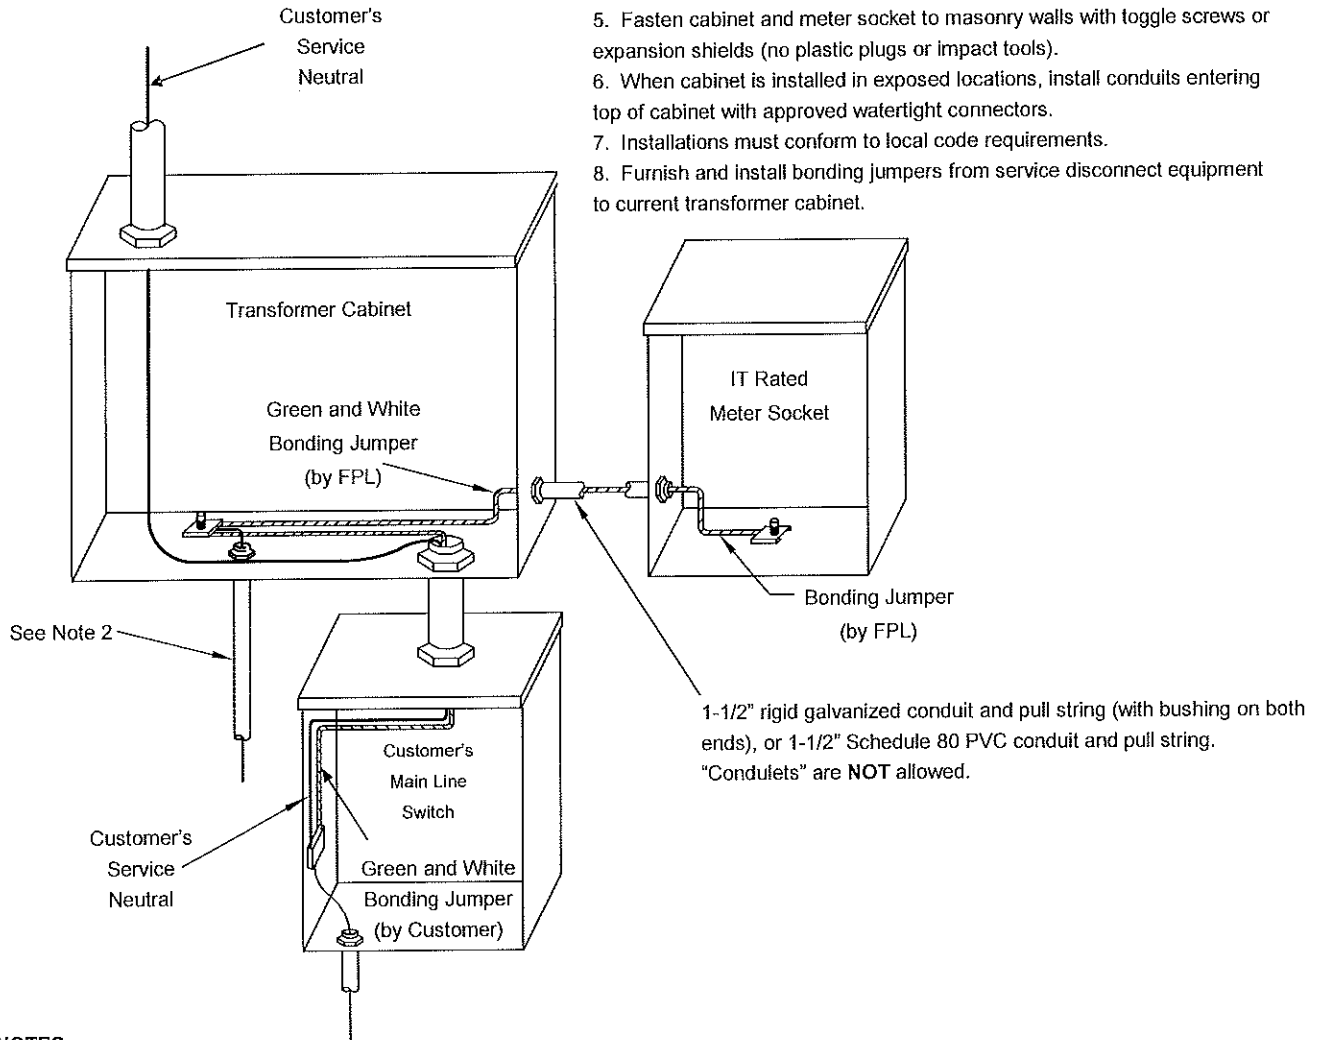 Customer's
Service
Neutral
5. Fasten cabinet and meter socket to masonry walls with toggle screws or
expansion shields (no plastic plugs or impact tools).
6. When cabinet is installed in exposed locations, install conduits entering
top of cabinet with approved watertight connectors.
7. Installations must conform to local code requirements.
8. Furnish and install bonding jumpers from service disconnect equipment
to current transformer cabinet.
Transformer Cabinet
IT Rated
Meter Socket
Green and White
Bonding Jumper
(by FPL)
Bonding Jumper
(by FPL)
See Note 2
1-1/2" rigid galvanized conduit and pull string (with bushing on both
ends), or 1-1/2" Schedule 80 PVC conduit and pull string.
"Condulets" are NOT allowed.
Customer's
Main Line
Switch
Customer's
Service
Neutral
Green and White
Bonding Jumper
(by Customer)